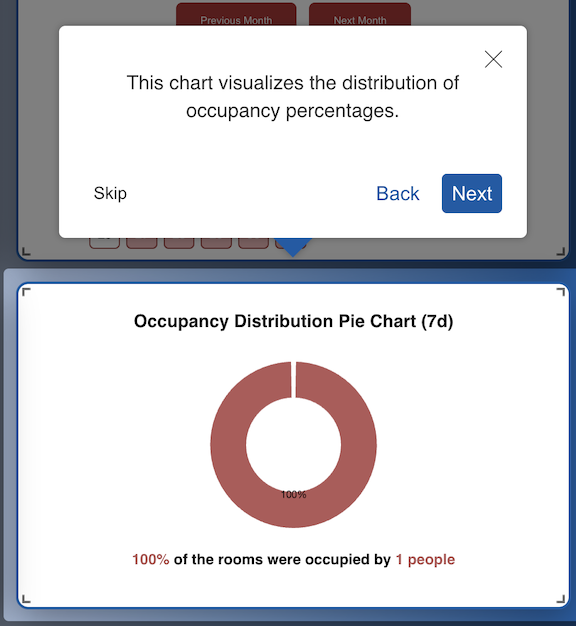 Previous Month Next Month
This chart visualizes the distribution of
occupancy percentages.
Skip Back Next
Occupancy Distribution Pie Chart (7d)
100%
100% of the rooms were occupied by 1 people